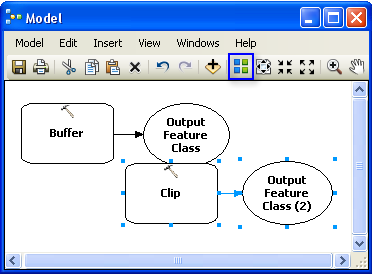 Model
Model Edit Insert View Windows Help
Buffer
Output
Feature
Class
Clip
Output
Feature
Class (2)